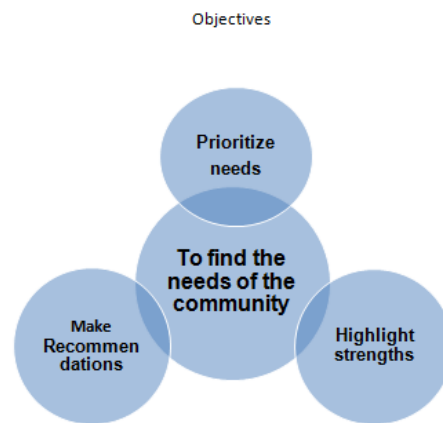 Objectives
Prioritize
needs
To find the
needs of the
community
Make
Recommen
dations
Highlight
strengths